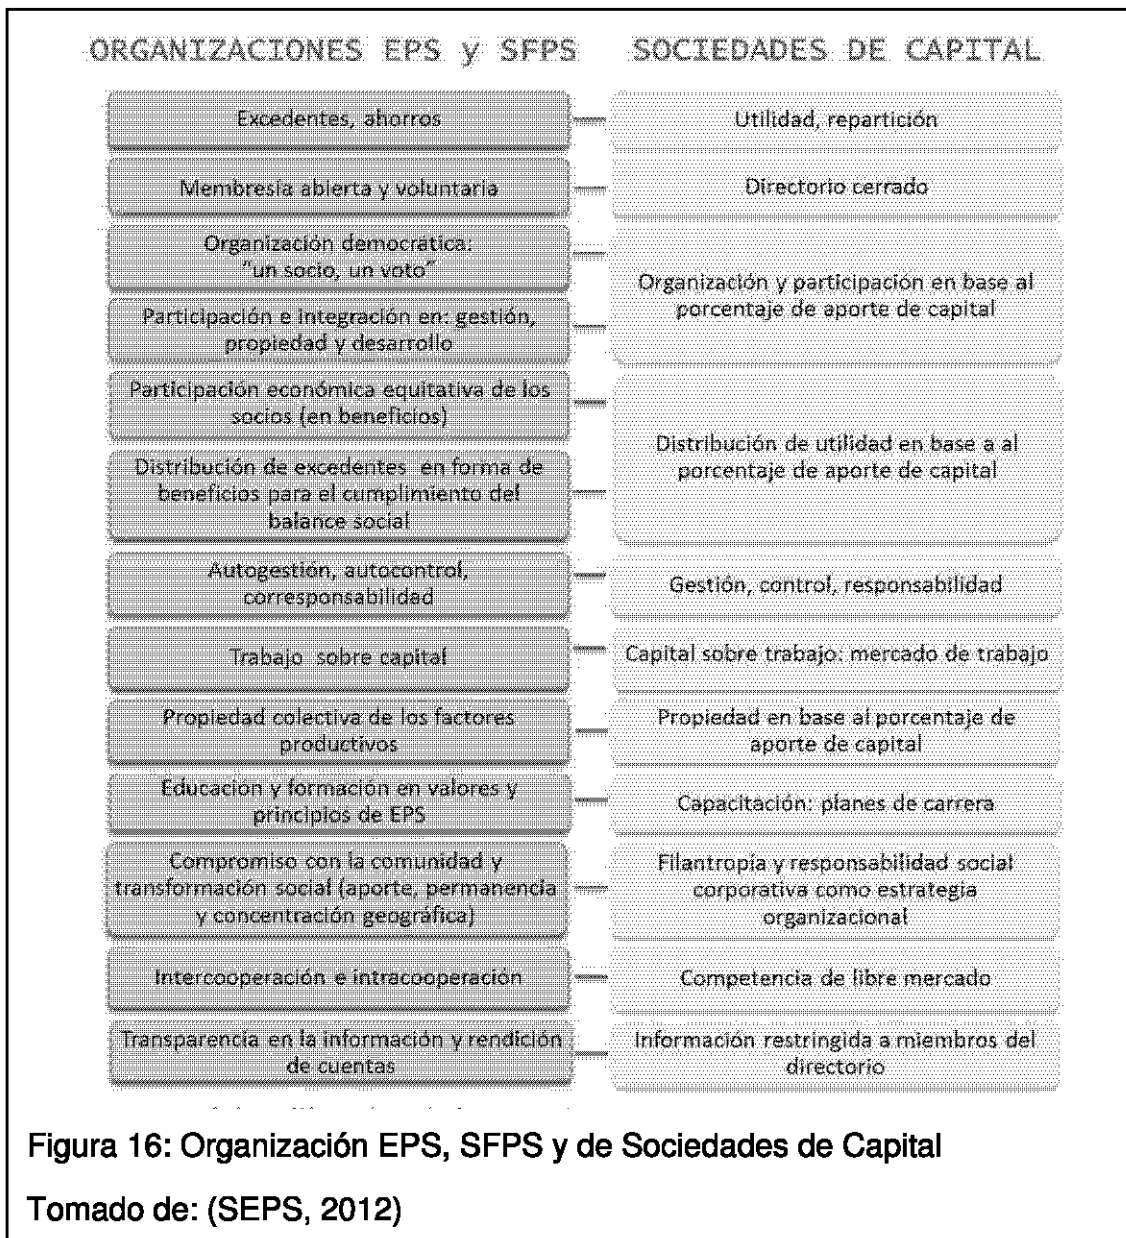 ORGANIZACIONES EPS y SFPS
SOCIEDADES DE CAPITAL
Excedentes, ahorros
Utilidad, repartición
Membresía abierta y voluntaria
Directorio cerrado
Organización democrática:
"un socio, un voto"
Participación e integración en: gestión,
propiedad y desarrollo
Organización y participación en base al
porcentaje de aporte de capital
Participación económica equitativa de los
socios (en beneficios)
Distribución de excedentes en forma de
beneficios para el cumplimiento del
balance social
Distribución de utilidad en base a al
porcentaje de aporte de capital
Autogestión, autocontrol,
corresponsabilidad
Gestión, control, responsabilidad
Trabajo sobre capital
Capital sobre trabajo: mercado de trabajo
Propiedad colectiva de los factores
productivos
Propiedad en base al porcentaje de
aporte de capital
Educación y formación en valores y
principios de EPS
Capacitación: planes de carrera
Compromiso con la comunidad y
transformación social (aporte, permanencia
y concentración geográfica)
Filantropía y responsabilidad social
corporativa como estrategia
organizacional
Intercooperación e intracooperación
Competencia de libre mercado
Transparencia en la información y rendición
de cuentas
Información restringida a miembros del
directorio
Figura 16: Organización EPS, SFPS y de Sociedades de Capital
Tomado de: (SEPS, 2012)